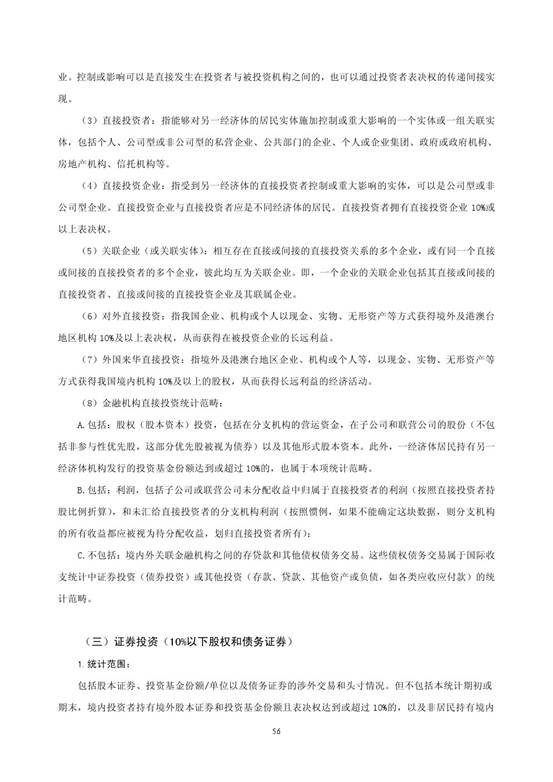 业。控制或影响可以是直接发生在投资者与被投资机构之间的，也可以通过投资者表决权的传递间接实
现。
（3）直接投资者：指能够对另一经济体的居民实体施加控制或重大影响的一个实体或一组关联实
体，包括个人、公司型或非公司型的私营企业、公共部门的企业、个人或企业集团、政府或政府机构、
房地产机构、信托机构等。
（4）直接投资企业：指受到另一经济体的直接投资者控制或重大影响的实体，可以是公司型或非
公司型企业。直接投资企业与直接投资者应是不同经济体的居民。直接投资者拥有直接投资企业 10%或
以上表决权。
（5）关联企业（或关联实体）：相互存在直接或间接的直接投资关系的多个企业，或有同一个直接
或间接的直接投资者的多个企业，彼此均互为关联企业。即，一个企业的关联企业包括其直接或间接的
直接投资者、直接或间接的直接投资企业及其联属企业。
（6）对外直接投资：指我国企业、机构或个人以现金、实物、无形资产等方式获得境外及港澳台
地区机构 10%及以上表决权，从而获得在被投资企业的长远利益。
（7）外国来华直接投资：指境外及港澳台地区企业、机构或个人等，以现金、实物、无形资产等
方式获得我国境内机构 10%及以上的股权，从而获得长远利益的经济活动。
（8）金融机构直接投资统计范畴：
A.包括：股权（股本资本）投资，包括在分支机构的营运资金，在子公司和联营公司的股份（不包
括非参与性优先股，这部分优先股被视为债券）以及其他形式股本资本。此外，一经济体居民持有另一
经济体机构发行的投资基金份额达到或超过 10%的，也属于本项统计范畴。
B.包括：利润，包括子公司或联营公司未分配收益中归属于直接投资者的利润（按照直接投资者持
股比例折算），和未汇给直接投资者的分支机构利润（按照惯例，如果不能确定这块数据，则分支机构
的所有收益都应被视为待分配收益，划归直接投资者所有）；
C.不包括：境内外关联金融机构之间的存贷款和其他债权债务交易。这些债权债务交易属于国际收
支统计中证券投资（债券投资）或其他投资（存款、贷款、其他资产或负债，如各类应收应付款）的统
计范畴。
（三）证券投资（10%以下股权和债务证券）
1.统计范围：
包括股本证券、投资基金份额/单位以及债务证券的涉外交易和头寸情况。但不包括本统计期初或
期末，境内投资者持有境外股本证券和投资基金份额且表决权达到或超过 10%的，以及非居民持有境内
56